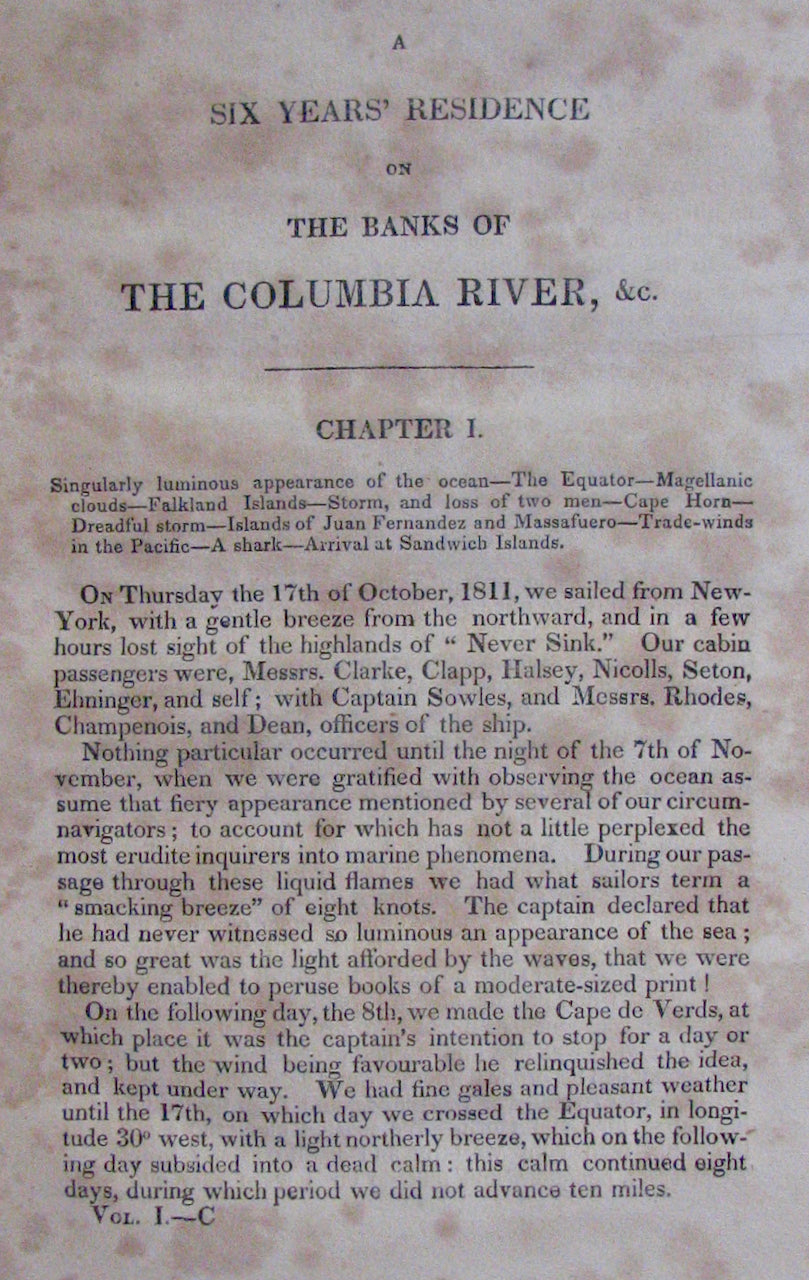 A
SIX YEARS' RESIDENCE
ON
THE BANKS OF
THE COLUMBIA RIVER, &c.
CHAPTER I.
Singularly luminous appearance of the ocean—The Equator—Magellanic
clouds—Falkland Islands—Storm, and loss of two men—Cape Horn—
Dreadful storm—Islands of Juan Fernandez and Massafuero—Trade-winds
in the Pacific—A shark—Arrival at Sandwich Islands.
ON Thursday the 17th of October, 1811, we sailed from New-
York, with a gentle breeze from the northward, and in a few
hours lost sight of the highlands of “ Never Sink.” Our cabin
passengers were, Messrs. Clarke, Clapp, Halsey, Nicolls, Seton,
Ehninger, and self; with Captain Sowles, and Messrs. Rhodes,
Champenois, and Dean, officers of the ship.
Nothing particular occurred until the night of the 7th of No-
vember, when we were gratified with observing the ocean as-
sume that fiery appearance mentioned by several of our circum-
navigators ; to account for which has not a little perplexed the
most erudite inquirers into marine phenomena. During our pas-
sage through these liquid flames we had what sailors term a
“ smacking breeze” of eight knots. The captain declared that
he had never witnessed so luminous an appearance of the sea ;
and so great was the light afforded by the waves, that we were
thereby enabled to peruse books of a moderate-sized print !
On the following day, the 8th, we made the Cape de Verds, at
which place it was the captain's intention to stop for a day or
two ; but the wind being favourable he relinquished the idea,
and kept under way. We had fine gales and pleasant weather
until the 17th, on which day we crossed the Equator, in longi-
tude 30º west, with a light northerly breeze, which on the follow-
ing day subsided into a dead calm : this calm continued eight
days, during which period we did not advance ten miles.
VOL. I.—C